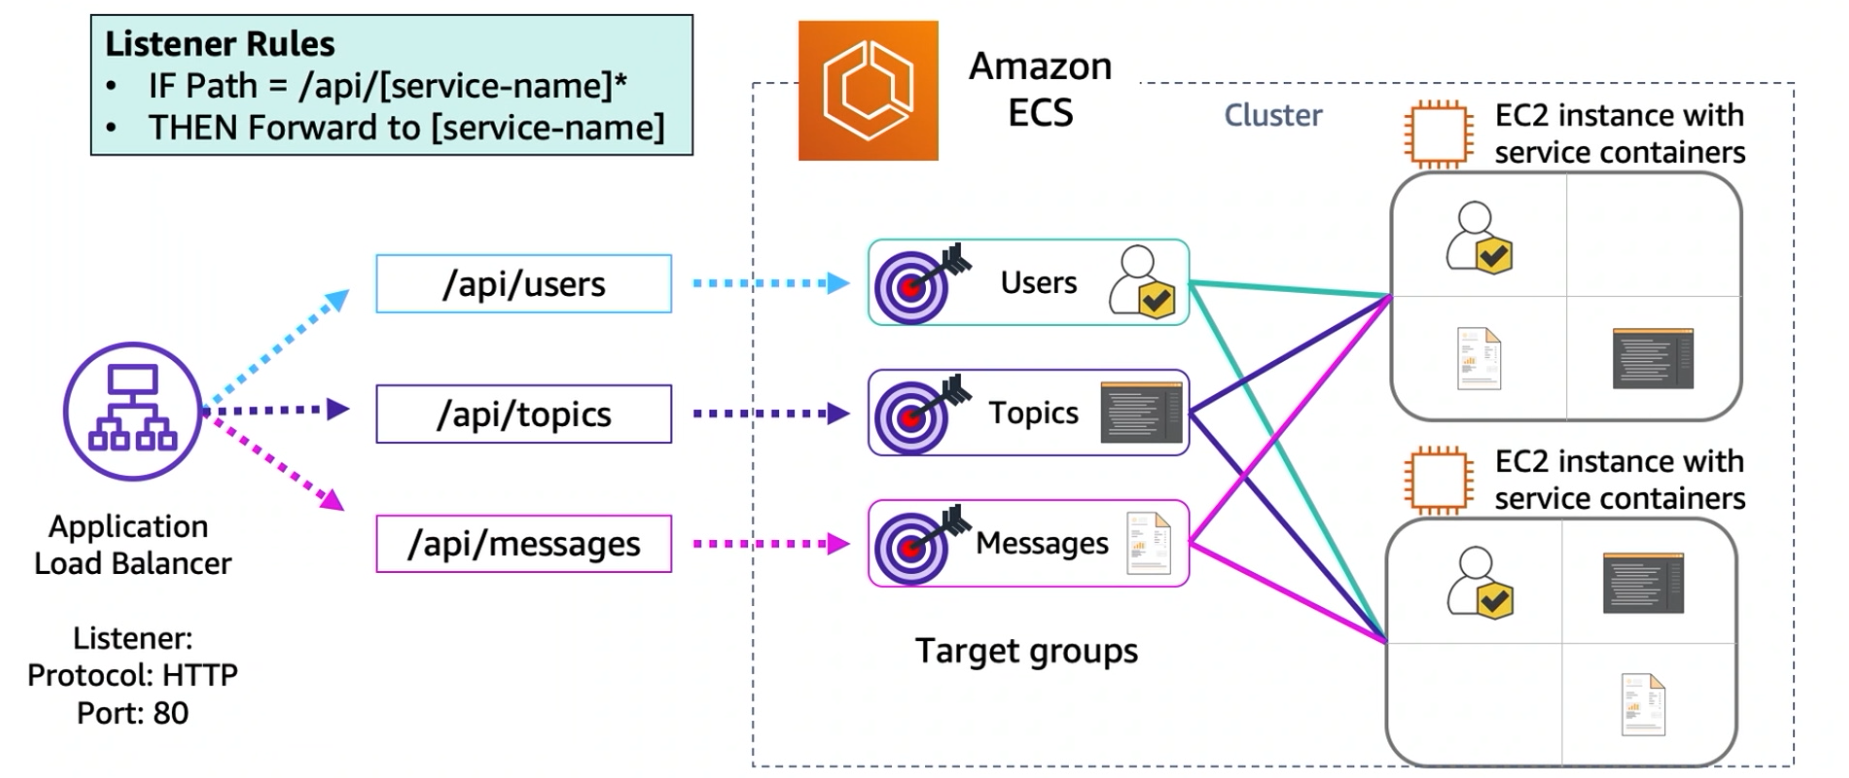 Listener Rules
• IF Path = /api/[service-name]*
• THEN Forward to [service-name]
Amazon
ECS
Cluster
EC2 instance with
service containers
/api/users
Users
/api/topics
Topics
/api/messages
Messages
Application
Load Balancer
Listener:
Protocol: HTTP
Port: 80
Target groups
EC2 instance with
service containers